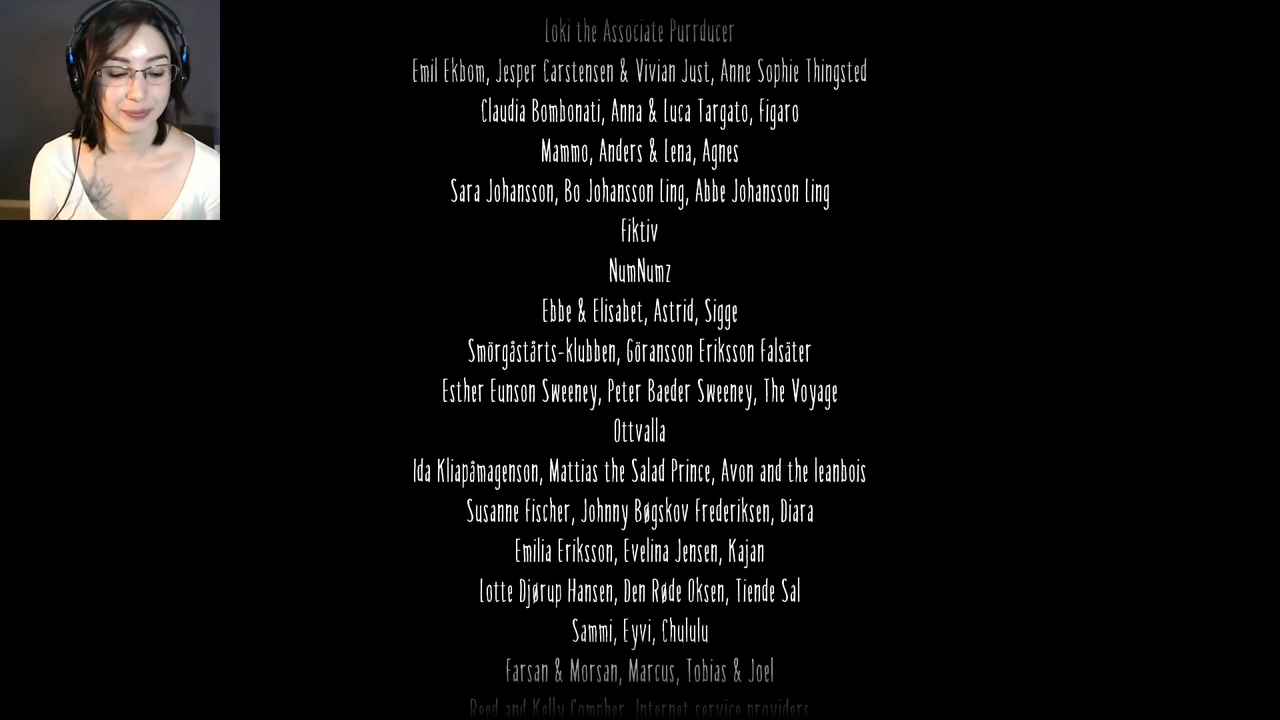 Loki the Associate Purrducer
Emil Ekbom, Jesper Carstensen & Vivian Just, Anne Sophie Thingsted
Claudia Bombonati, Anna & Luca Targato, Figaro
Mammo, Anders & Lena, Agnes
Sara Johansson, Bo Johansson Ling, Abbe Johansson Ling
Fiktiv
NumNumz
Ebbe & Elisabet, Astrid, Sigge
Smörgåstårts-klubben, Göransson Eriksson Falsäter
Esther Eunson Sweeney, Peter Baeder Sweeney, The Voyage
Ottvalla
Ida Kliapåmagenson, Mattias the Salad Prince, Avon and the leanbois
Susanne Fischer, Johnny Bøgskov Frederiksen, Diara
Emilia Eriksson, Evelina Jensen, Kajan
Lotte Djørup Hansen, Den Røde Oksen, Tiende Sal
Sammi, Eyvi, Chululu
Farsan & Morsan, Marcus, Tobias & Joel
Reed and Kelly Compher, Internet service providers